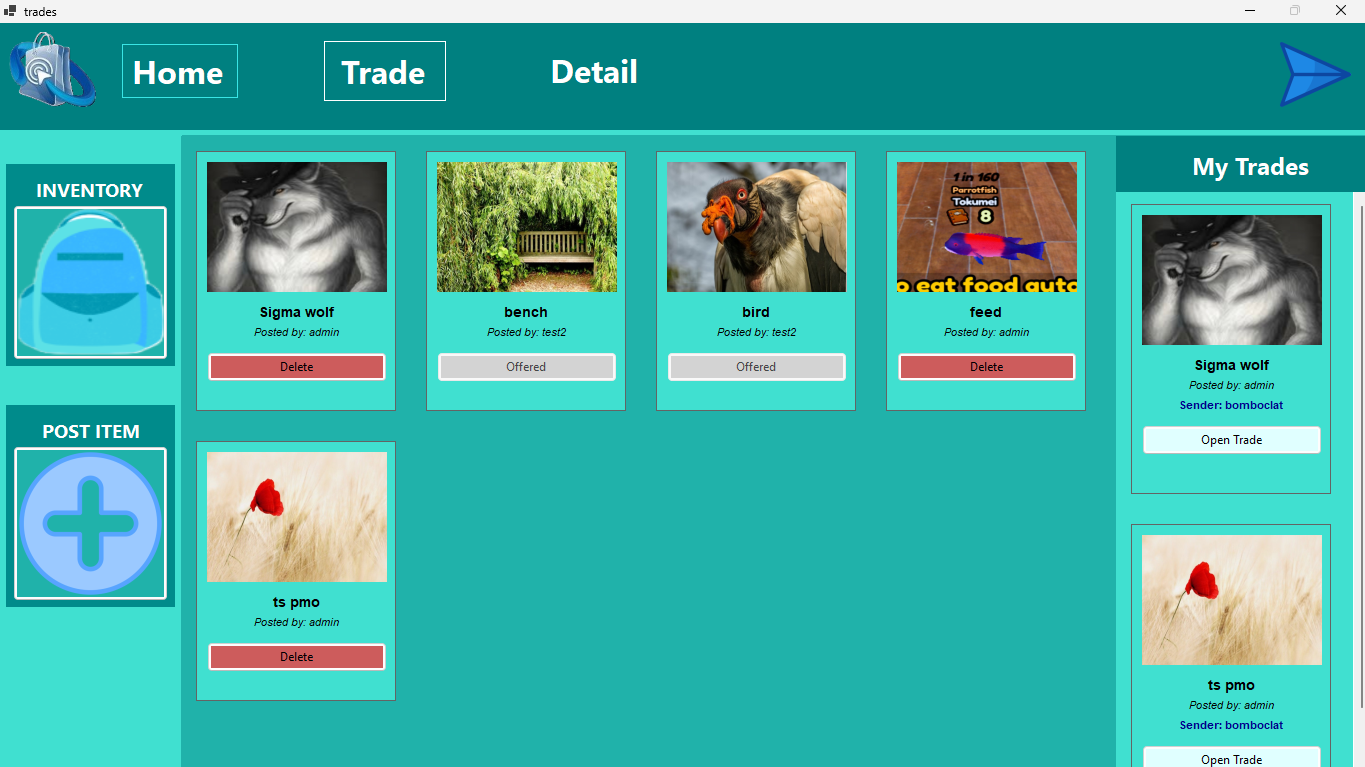 trades
Home
Trade
Detail
INVENTORY
POST ITEM
Sigma wolf
Posted by: admin
Delete
bench
Posted by: test2
Offered
bird
Posted by: test2
Offered
1 in 160
Parrotfish
Tokumei
8
o eat food auto
feed
Posted by: admin
Delete
ts pmo
Posted by: admin
Delete
My Trades
Sigma wolf
Posted by: admin
Sender: bomboclat
Open Trade
ts pmo
Posted by: admin
Sender: bomboclat
Open Trade